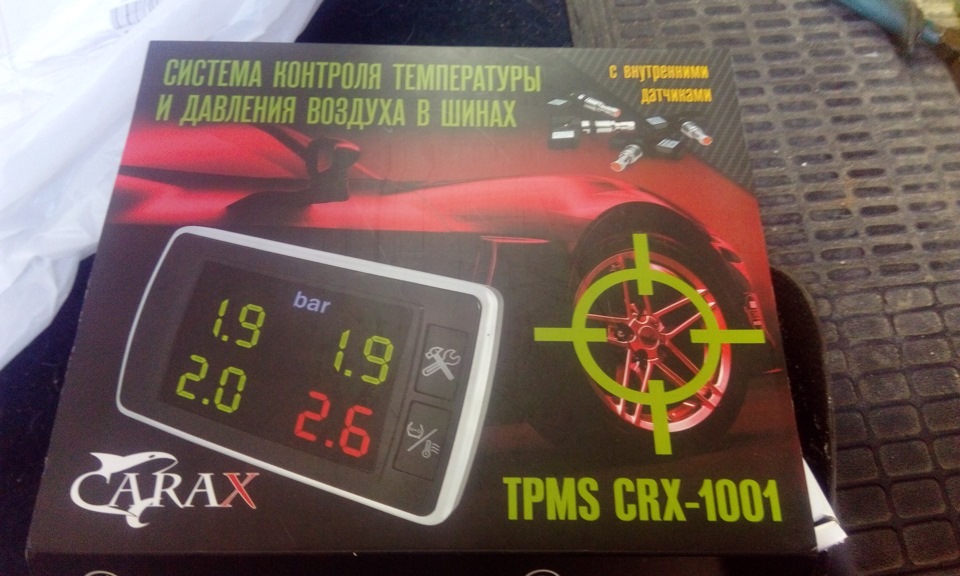 СИСТЕМА КОНТРОЛЯ ТЕМПЕРАТУРЫ
И ДАВЛЕНИЯ ВОЗДУХА В ШИНАХ
с внутренними
датчиками
bar
1.9 1.9
2.0 2.6
CARAX
TPMS CRX-1001